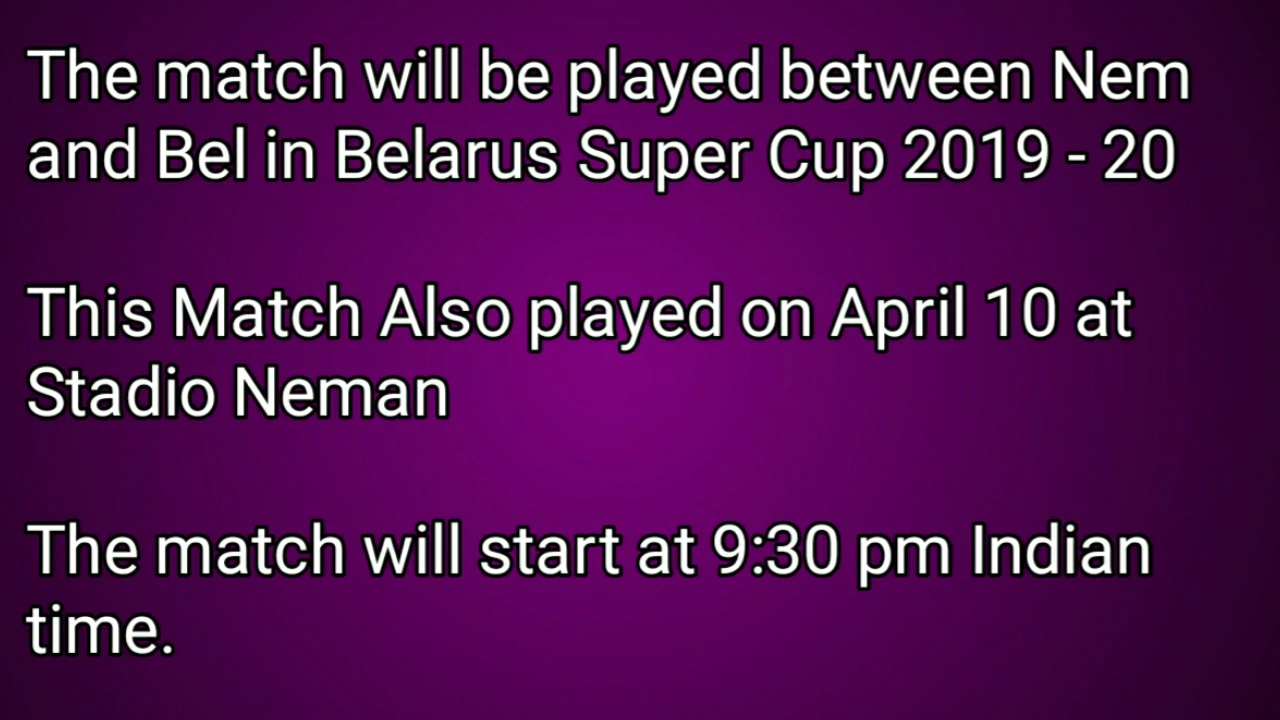 The match will be played between Nem
and Bel in Belarus Super Cup 2019 - 20
This Match Also played on April 10 at
Stadio Neman
The match will start at 9:30 pm Indian
time.